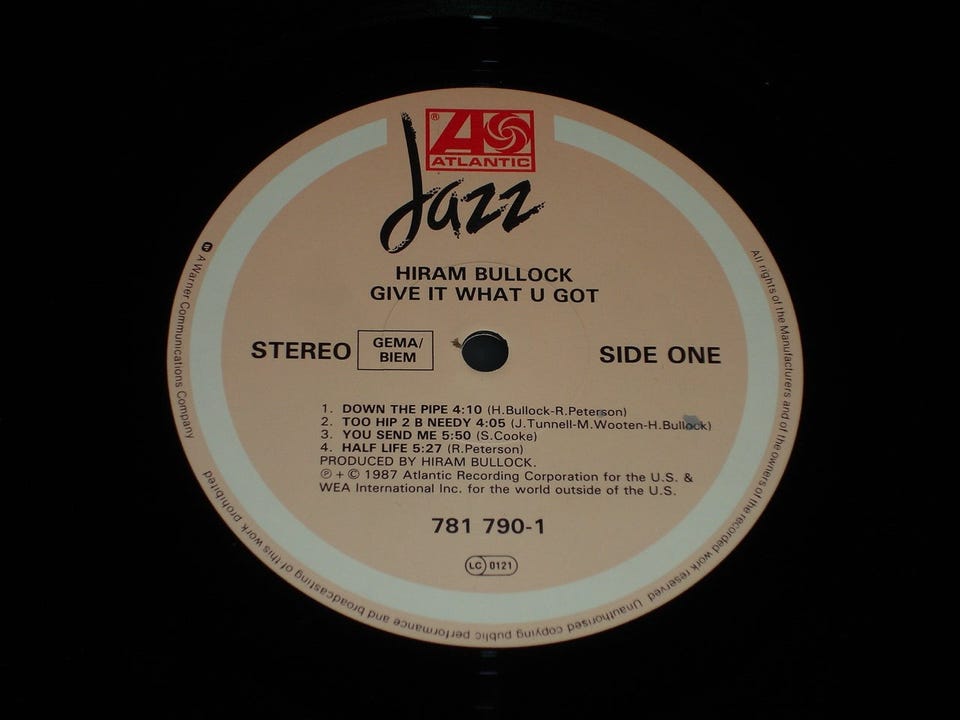 ® ATLANTIC
Jazz
HIRAM BULLOCK
GIVE IT WHAT U GOT
STEREO GEMA/
BIEM
SIDE ONE
1. DOWN THE PIPE 4:10 (H.Bullock-R.Peterson)
2. TOO HIP 2 B NEEDY 4:05 (J.Tunnell-M.Wooten-H.Bullock)
3. YOU SEND ME 5:50 (S.Cooke)
4. HALF LIFE 5:27 (R.Peterson)
PRODUCED BY HIRAM BULLOCK.
℗ + © 1987 Atlantic Recording Corporation for the U.S. &
WEA International Inc. for the world outside of the U.S.
781 790-1
LC 0121
A Warner Communications Company
All rights of the Manufacturers and of the owners of the recorded work reserved. Unauthorised copying public performance and broadcasting of this work prohibited